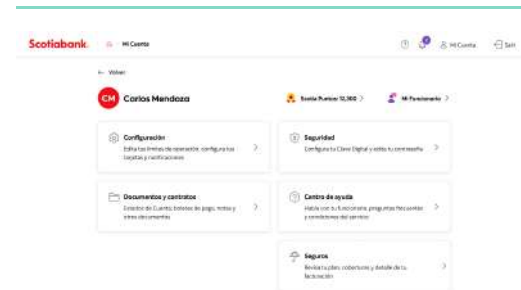 Scotiabank. Mi Cuenta Mi Cuenta Salir
← Volver
CM Carlos Mendoza Scotia Puntos: 12,300 > Mi Funcionario >
Configuración
Edita tus límites de operación, configura tus
tarjetas y notificaciones
Seguridad
Configura tu Clave Digital y edita tu contraseña
Documentos y contratos
Estados de Cuenta, boletas de pago, notas y
otros documentos
Centro de ayuda
Habla con tu funcionario, preguntas frecuentes
y condiciones del servicio
Seguros
Revisa tu plan, coberturas y detalle de tu
facturación